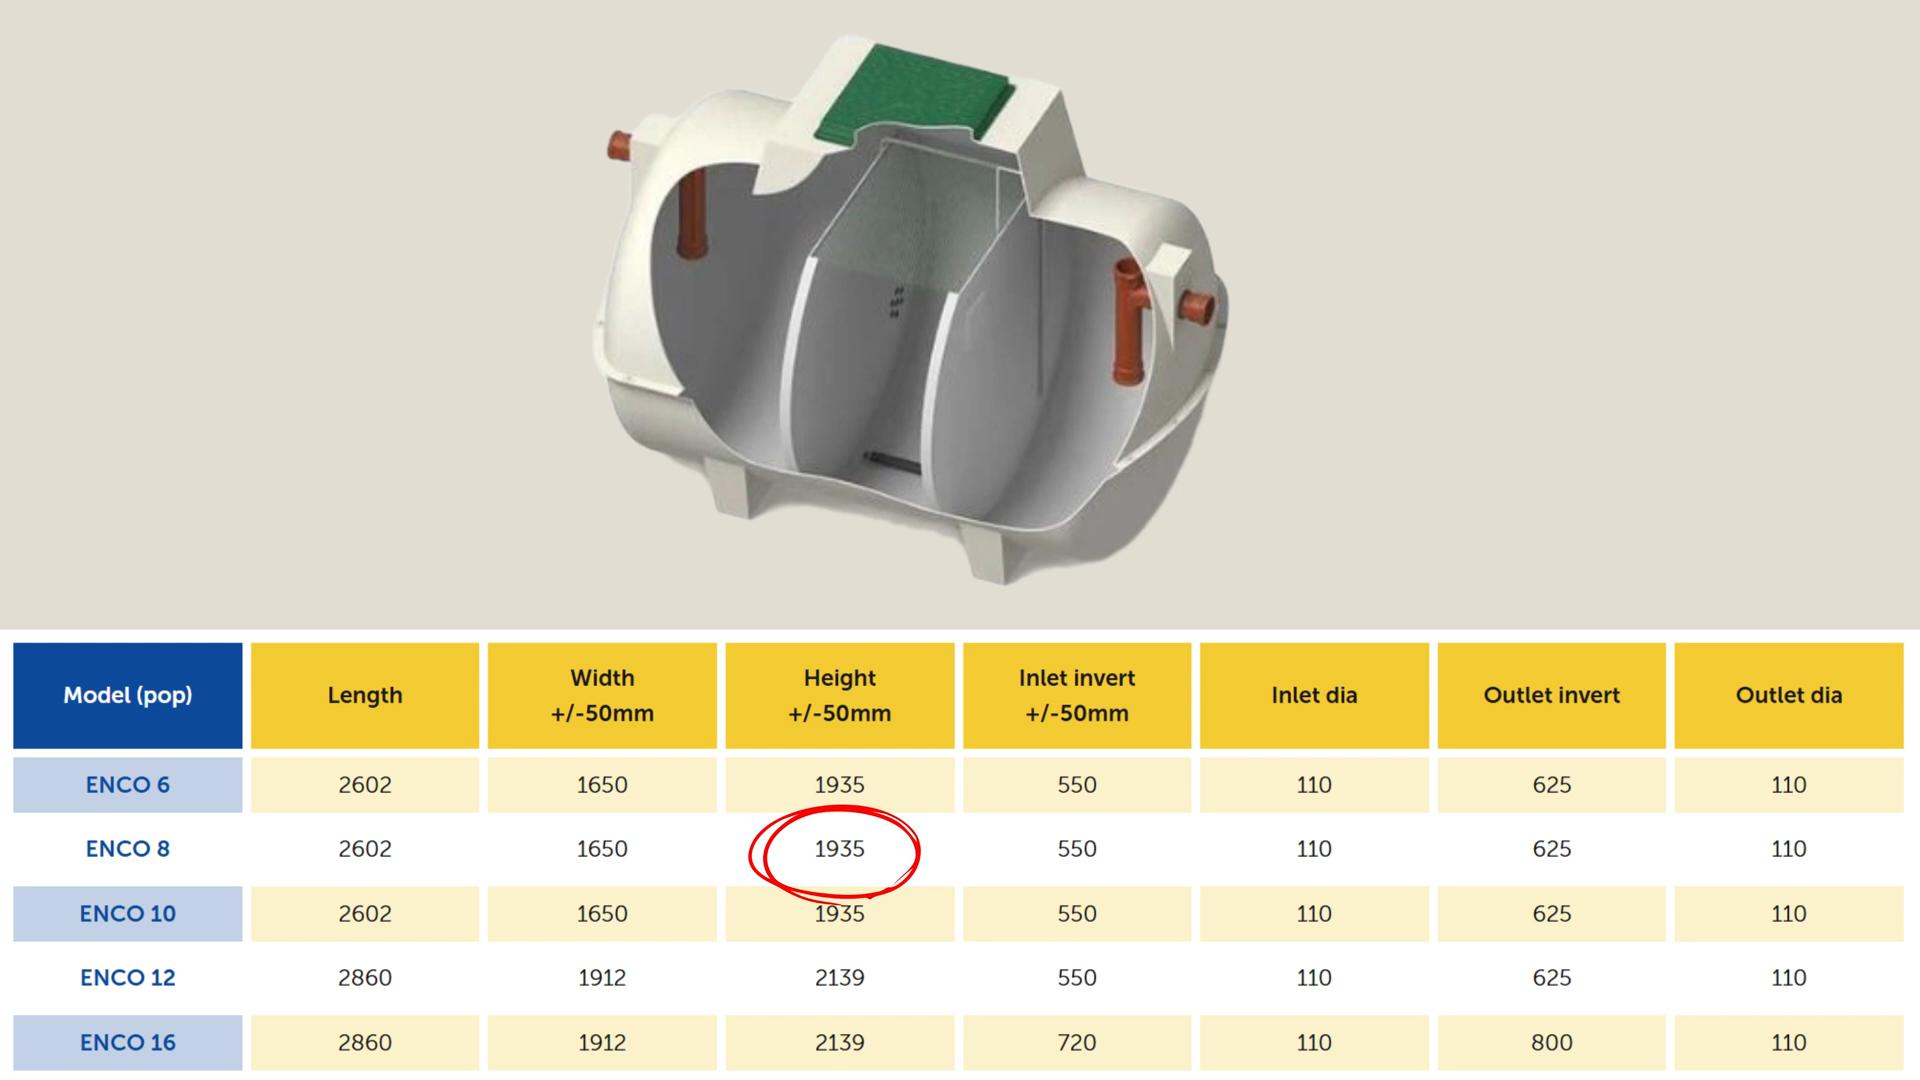 Model (pop) Length Width +/-50mm Height +/-50mm Inlet invert +/-50mm Inlet dia Outlet invert Outlet dia
ENCO 6 2602 1650 1935 550 110 625 110
ENCO 8 2602 1650 1935 550 110 625 110
ENCO 10 2602 1650 1935 550 110 625 110
ENCO 12 2860 1912 2139 550 110 625 110
ENCO 16 2860 1912 2139 720 110 800 110